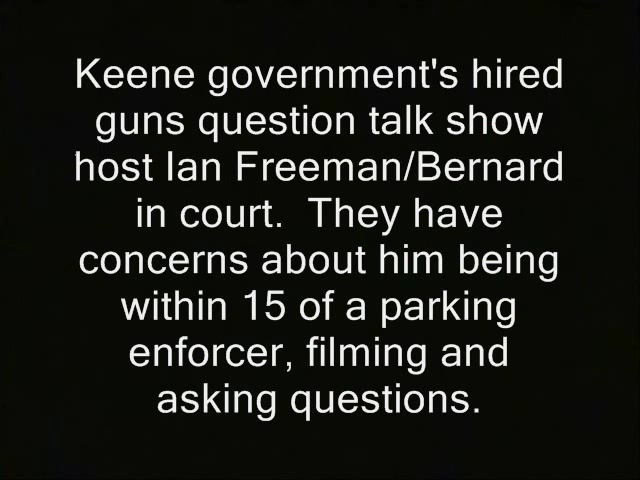 Keene government's hired
guns question talk show
host Ian Freeman/Bernard
in court.  They have
concerns about him being
within 15 of a parking
enforcer, filming and
asking questions.